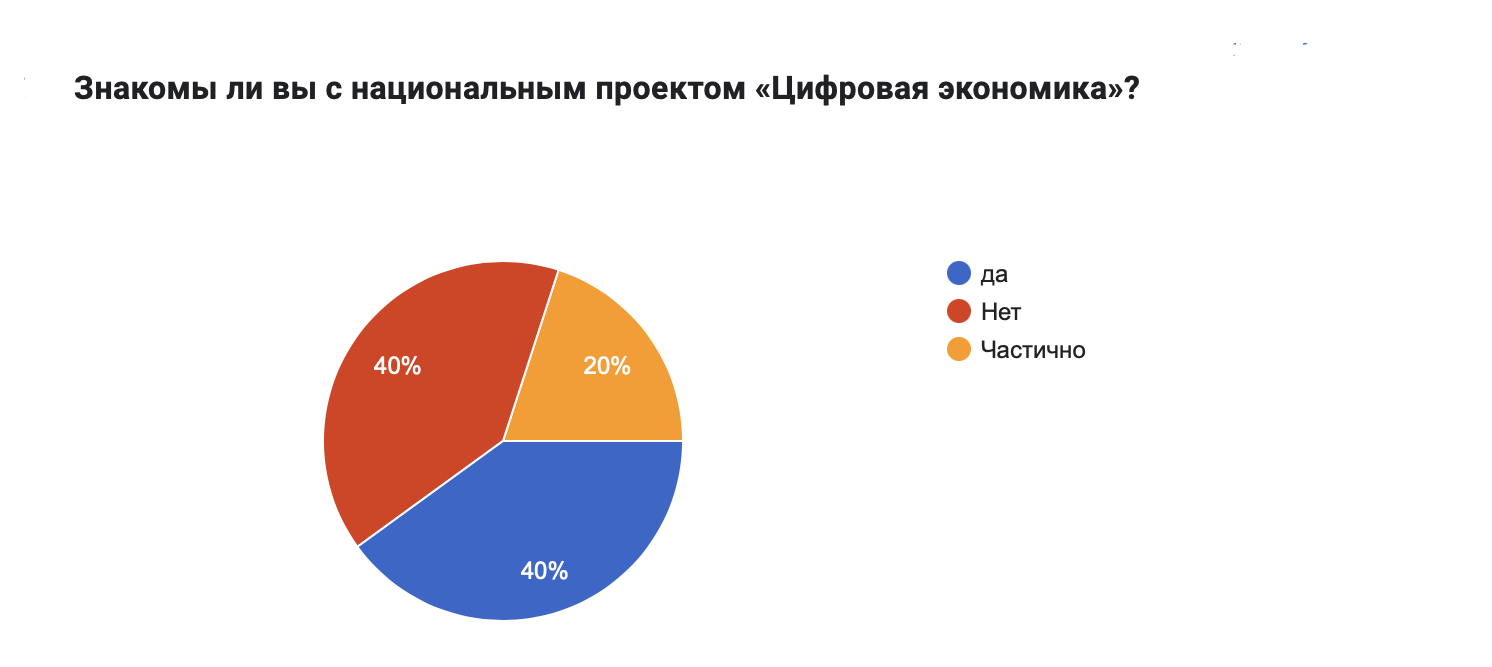 Знакомы ли вы с национальным проектом «Цифровая экономика»?
да
Нет
Частично
40%
20%
40%